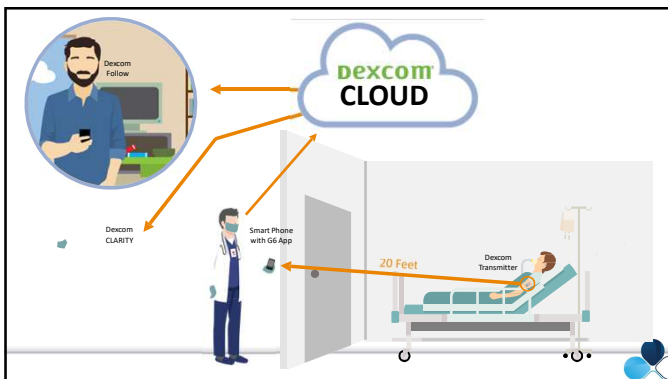 Dexcom
Follow
Dexcom
CLOUD
Dexcom
CLARITY
Smart Phone
with G6 App
20 Feet
Dexcom
Transmitter